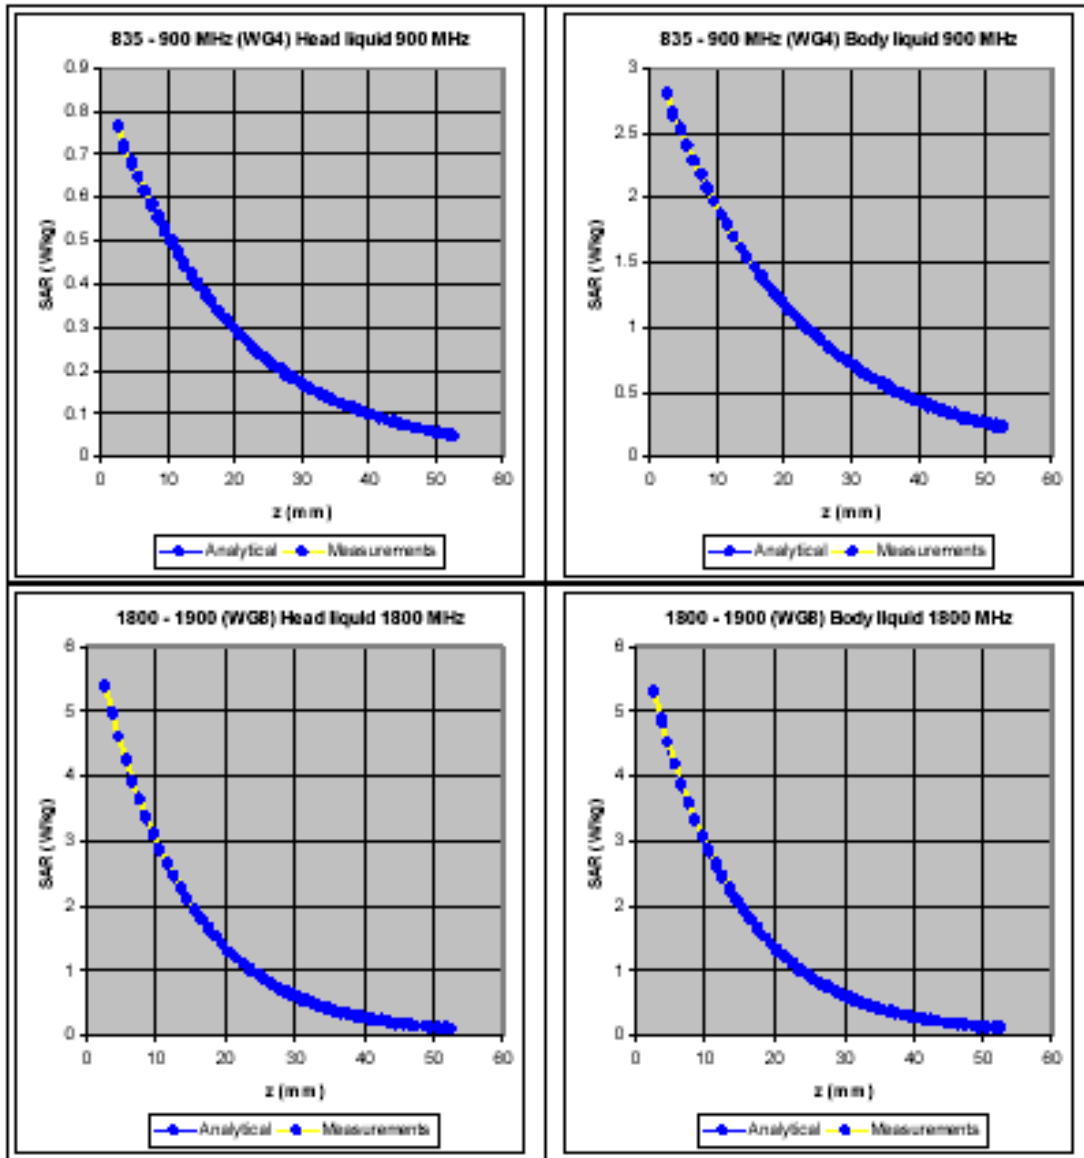 835 - 900 MHz (WG4) Head liquid 900 MHz
0.9
0.8
0.7
0.6
0.5
0.4
0.3
0.2
0.1
0
SAR (W/kg)
0 10 20 30 40 50 60
z (mm)
Analytical Measurements
835 - 900 MHz (WG4) Body liquid 900 MHz
3
2.5
2
1.5
1
0.5
0
SAR (W/kg)
0 10 20 30 40 50 60
z (mm)
Analytical Measurements
1800 - 1900 (WG8) Head liquid 1800 MHz
6
5
4
3
2
1
0
SAR (W/kg)
0 10 20 30 40 50 60
z (mm)
Analytical Measurements
1800 - 1900 (WG8) Body liquid 1800 MHz
6
5
4
3
2
1
0
SAR (W/kg)
0 10 20 30 40 50 60
z (mm)
Analytical Measurements